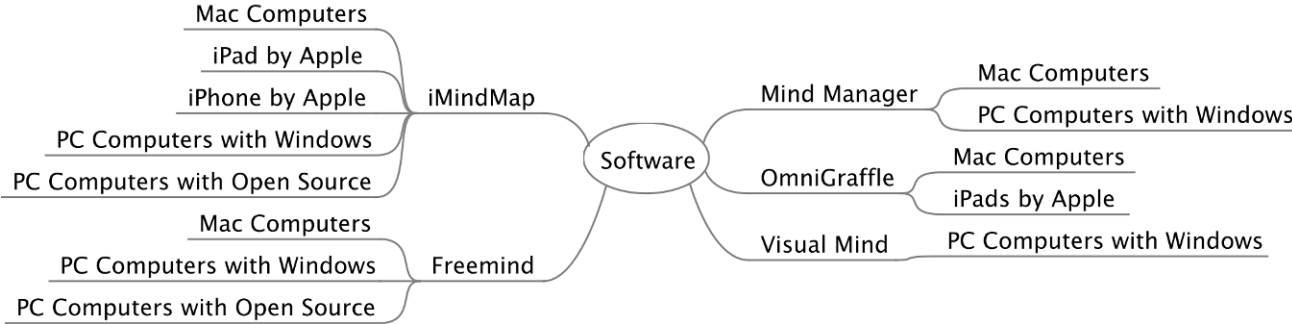 Software
iMindMap
Mac Computers
iPad by Apple
iPhone by Apple
PC Computers with Windows
PC Computers with Open Source
Freemind
Mac Computers
PC Computers with Windows
PC Computers with Open Source
Mind Manager
Mac Computers
PC Computers with Windows
OmniGraffle
Mac Computers
iPads by Apple
Visual Mind
PC Computers with Windows